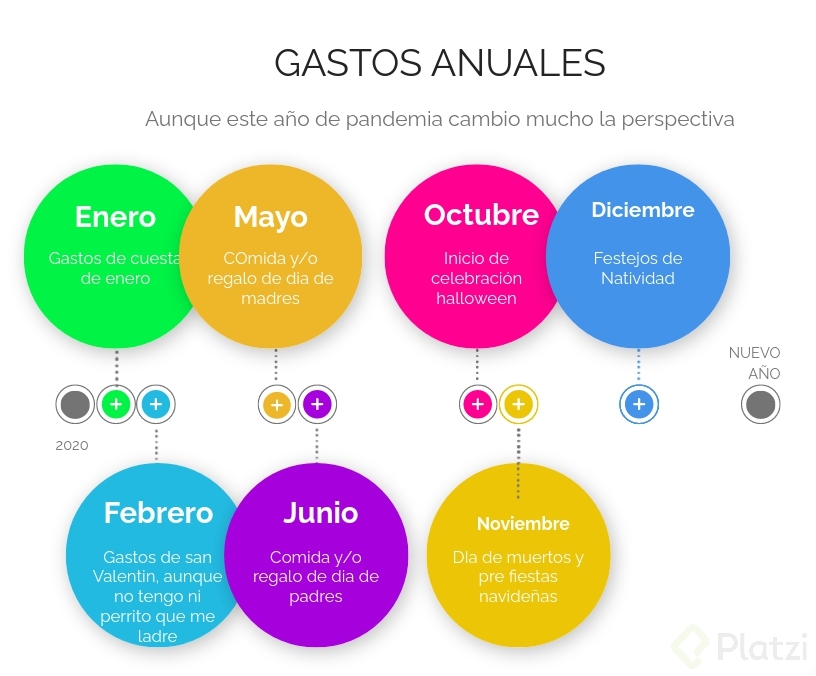 GASTOS ANUALES
Aunque este año de pandemia cambio mucho la perspectiva
Enero
Gastos de cuesta
de enero
Mayo
COmida y/o
regalo de dia de
madres
Octubre
Inicio de
celebración
halloween
Diciembre
Festejos de
Natividad
NUEVO
AÑO
2020
Febrero
Gastos de san
Valentin, aunque
no tengo ni
perrito que me
ladre
Junio
Comida y/o
regalo de dia de
padres
Noviembre
DIa de muertos y
pre fiestas
navideñas
Platzi